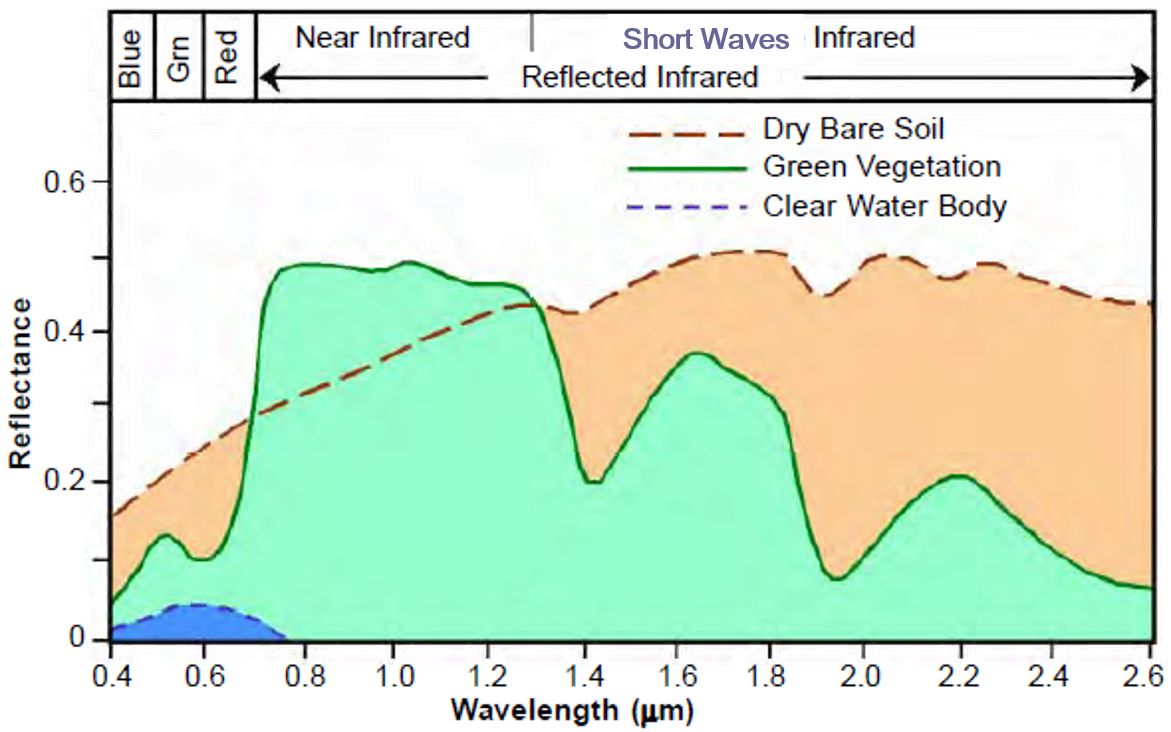 Blue
Grn
Red
Near Infrared
Short Waves Infrared
Reflected Infrared
Dry Bare Soil
Green Vegetation
Clear Water Body
Reflectance
0.6
0.4
0.2
0
0.4 0.6 0.8 1.0 1.2 1.4 1.6 1.8 2.0 2.2 2.4 2.6
Wavelength (μm)